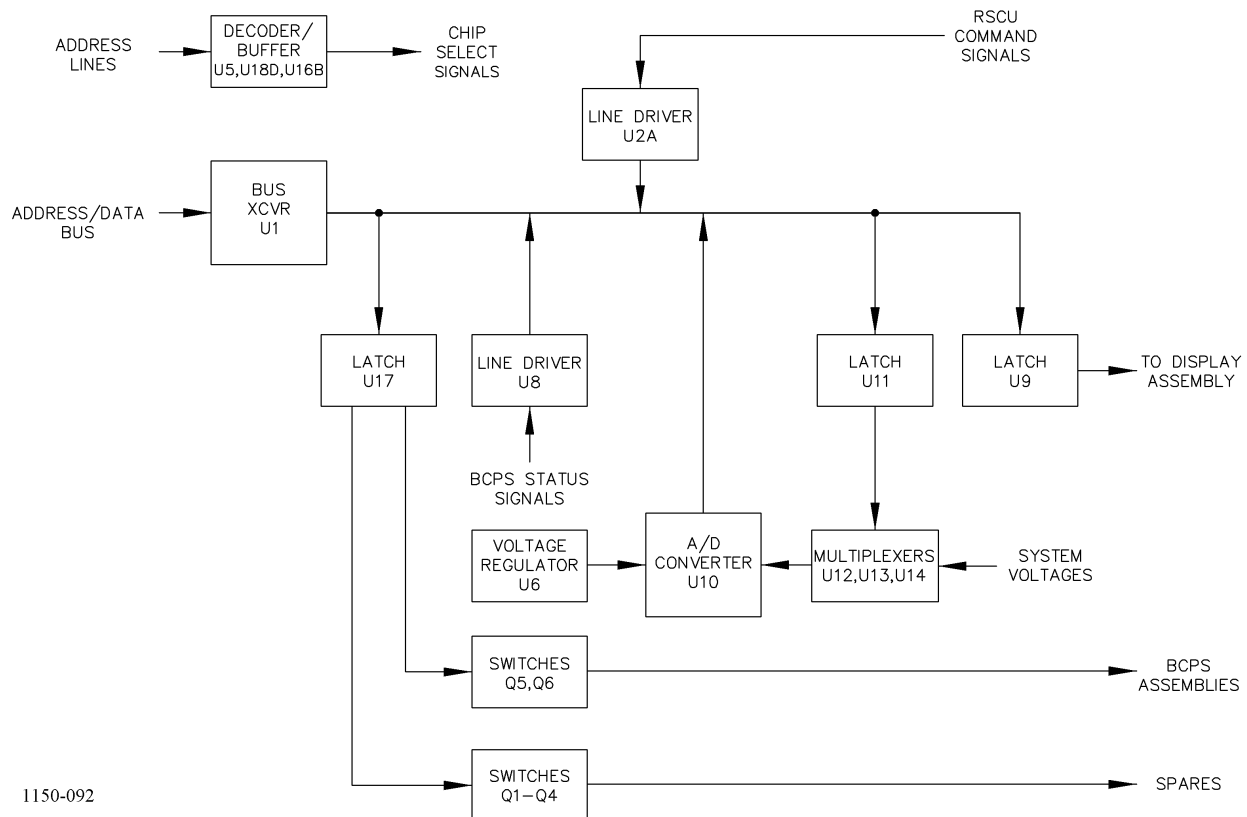 ADDRESS
LINES
DECODER/
BUFFER
U5,U18D,U16B
CHIP
SELECT
SIGNALS
RSCU
COMMAND
SIGNALS
LINE DRIVER
U2A
ADDRESS/DATA
BUS
BUS
XCVR
U1
LATCH
U17
LINE DRIVER
U8
LATCH
U11
LATCH
U9
TO DISPLAY
ASSEMBLY
BCPS STATUS
SIGNALS
VOLTAGE
REGULATOR
U6
A/D
CONVERTER
U10
MULTIPLEXERS
U12,U13,U14
SYSTEM
VOLTAGES
SWITCHES
Q5,Q6
BCPS
ASSEMBLIES
SWITCHES
Q1-Q4
SPARES
1150-092